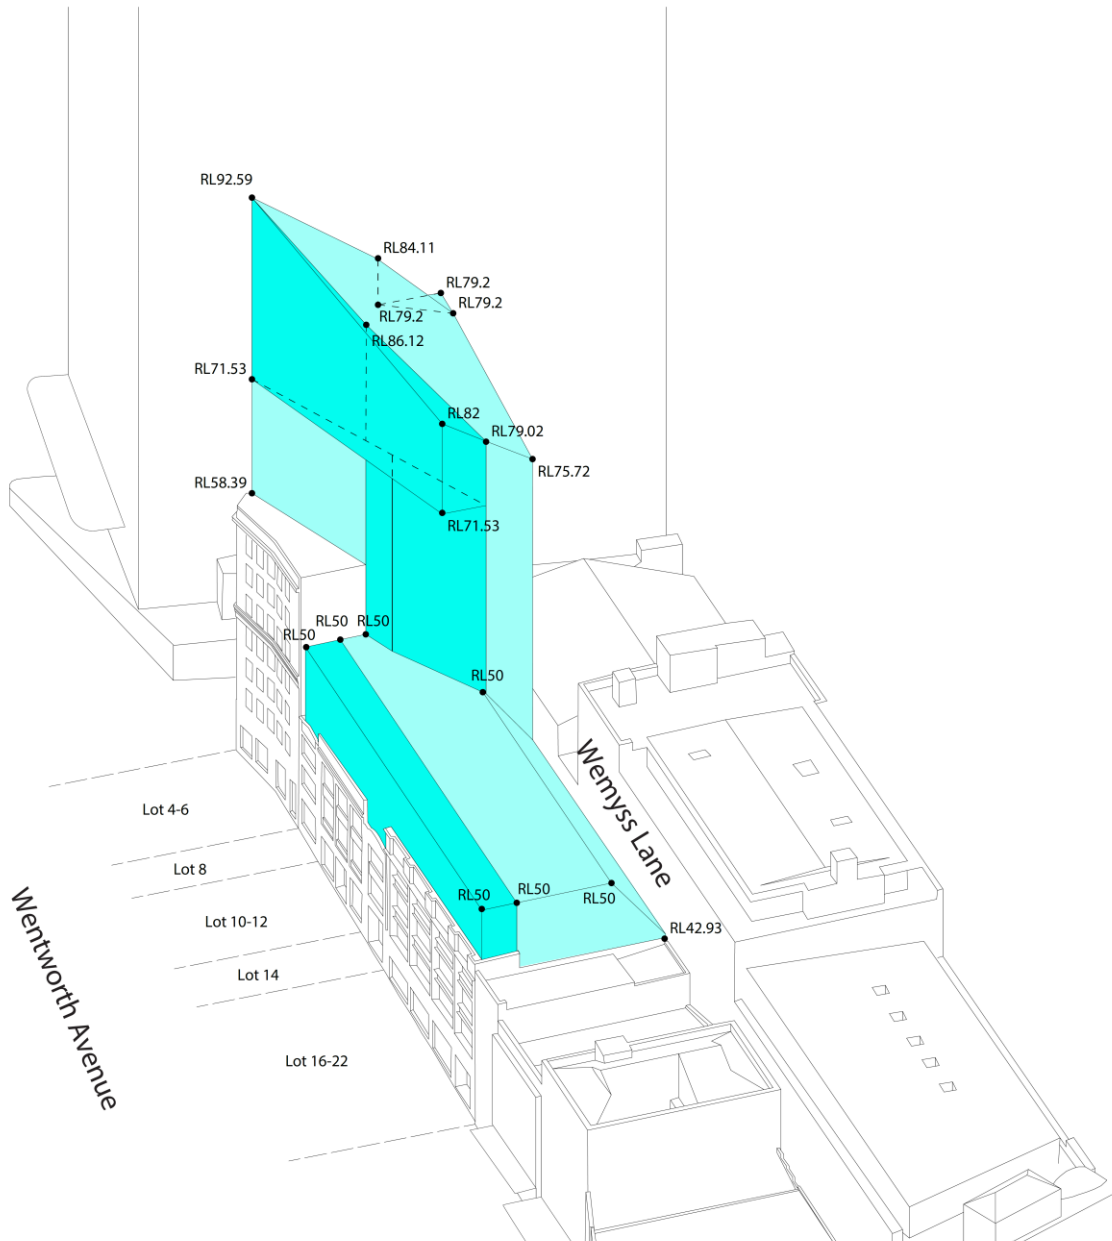 RL92.59
RL84.11
RL79.2
RL79.2
RL79.2
RL86.12
RL71.53
RL82
RL79.02
RL75.72
RL58.39
RL71.53
RL50
RL50
RL50
RL50
Wemyss Lane
Lot 4-6
Lot 8
RL50
RL50
RL50
Lot 10-12
RL42.93
Lot 14
Wentworth Avenue
Lot 16-22